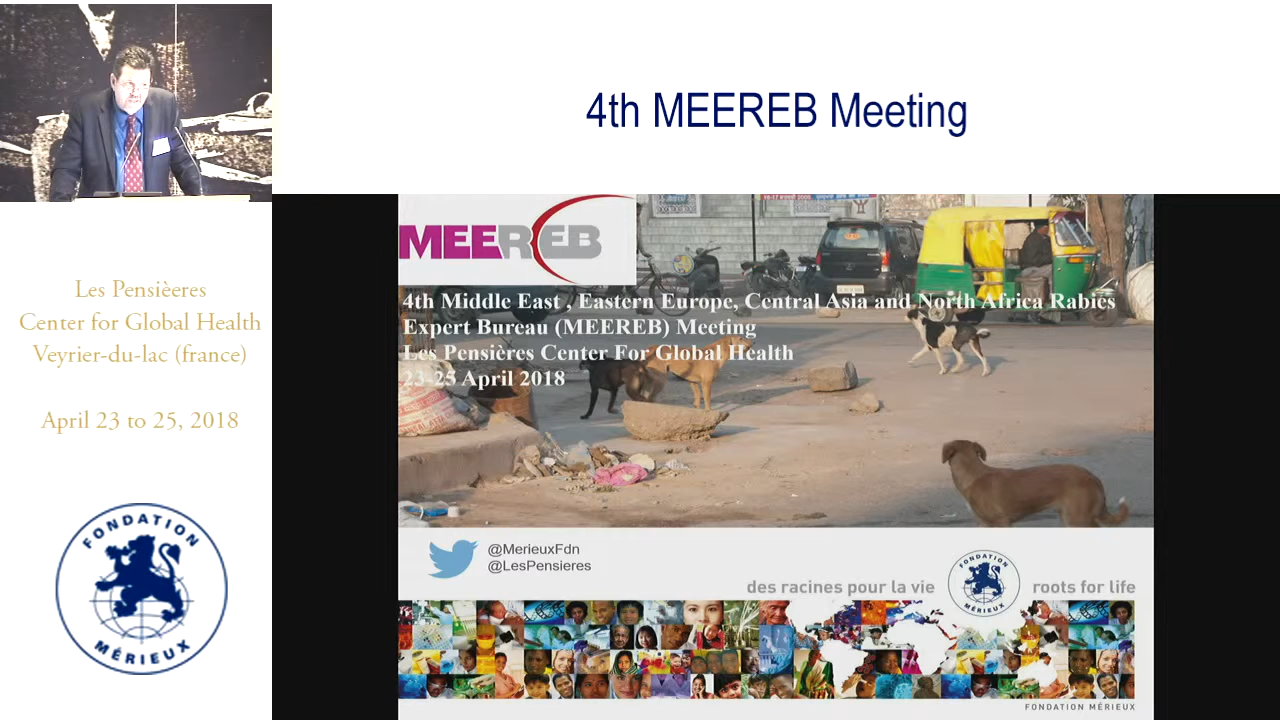 4th MEEREB Meeting
Les Pensièeres
Center for Global Health
Veyrier-du-lac (france)
April 23 to 25, 2018
FONDATION
MÉRIEUX
MEEREB
4th Middle East , Eastern Europe, Central Asia and North Africa Rabies
Expert Bureau (MEEREB) Meeting
Les Pensières Center For Global Health
23-25 April 2018
@MerieuxFdn
@LesPensieres
des racines pour la vie
FONDATION
MÉRIEUX
roots for life
FONDATION MÉRIEUX